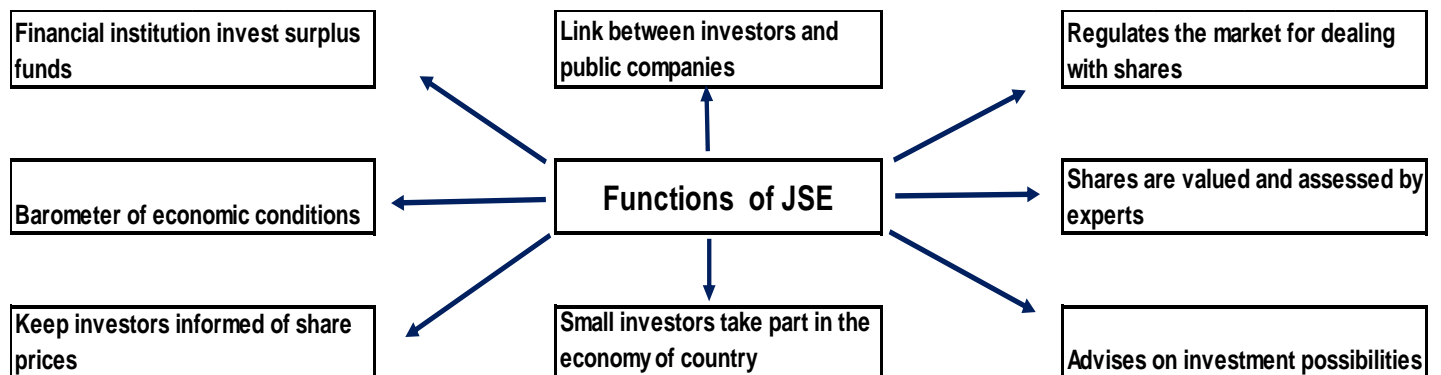 Financial institution invest surplus
funds
Link between investors and
public companies
Regulates the market for dealing
with shares
Barometer of economic conditions
Functions of JSE
Shares are valued and assessed by
experts
Keep investors informed of share
prices
Small investors take part in the
economy of country
Advises on investment possibilities